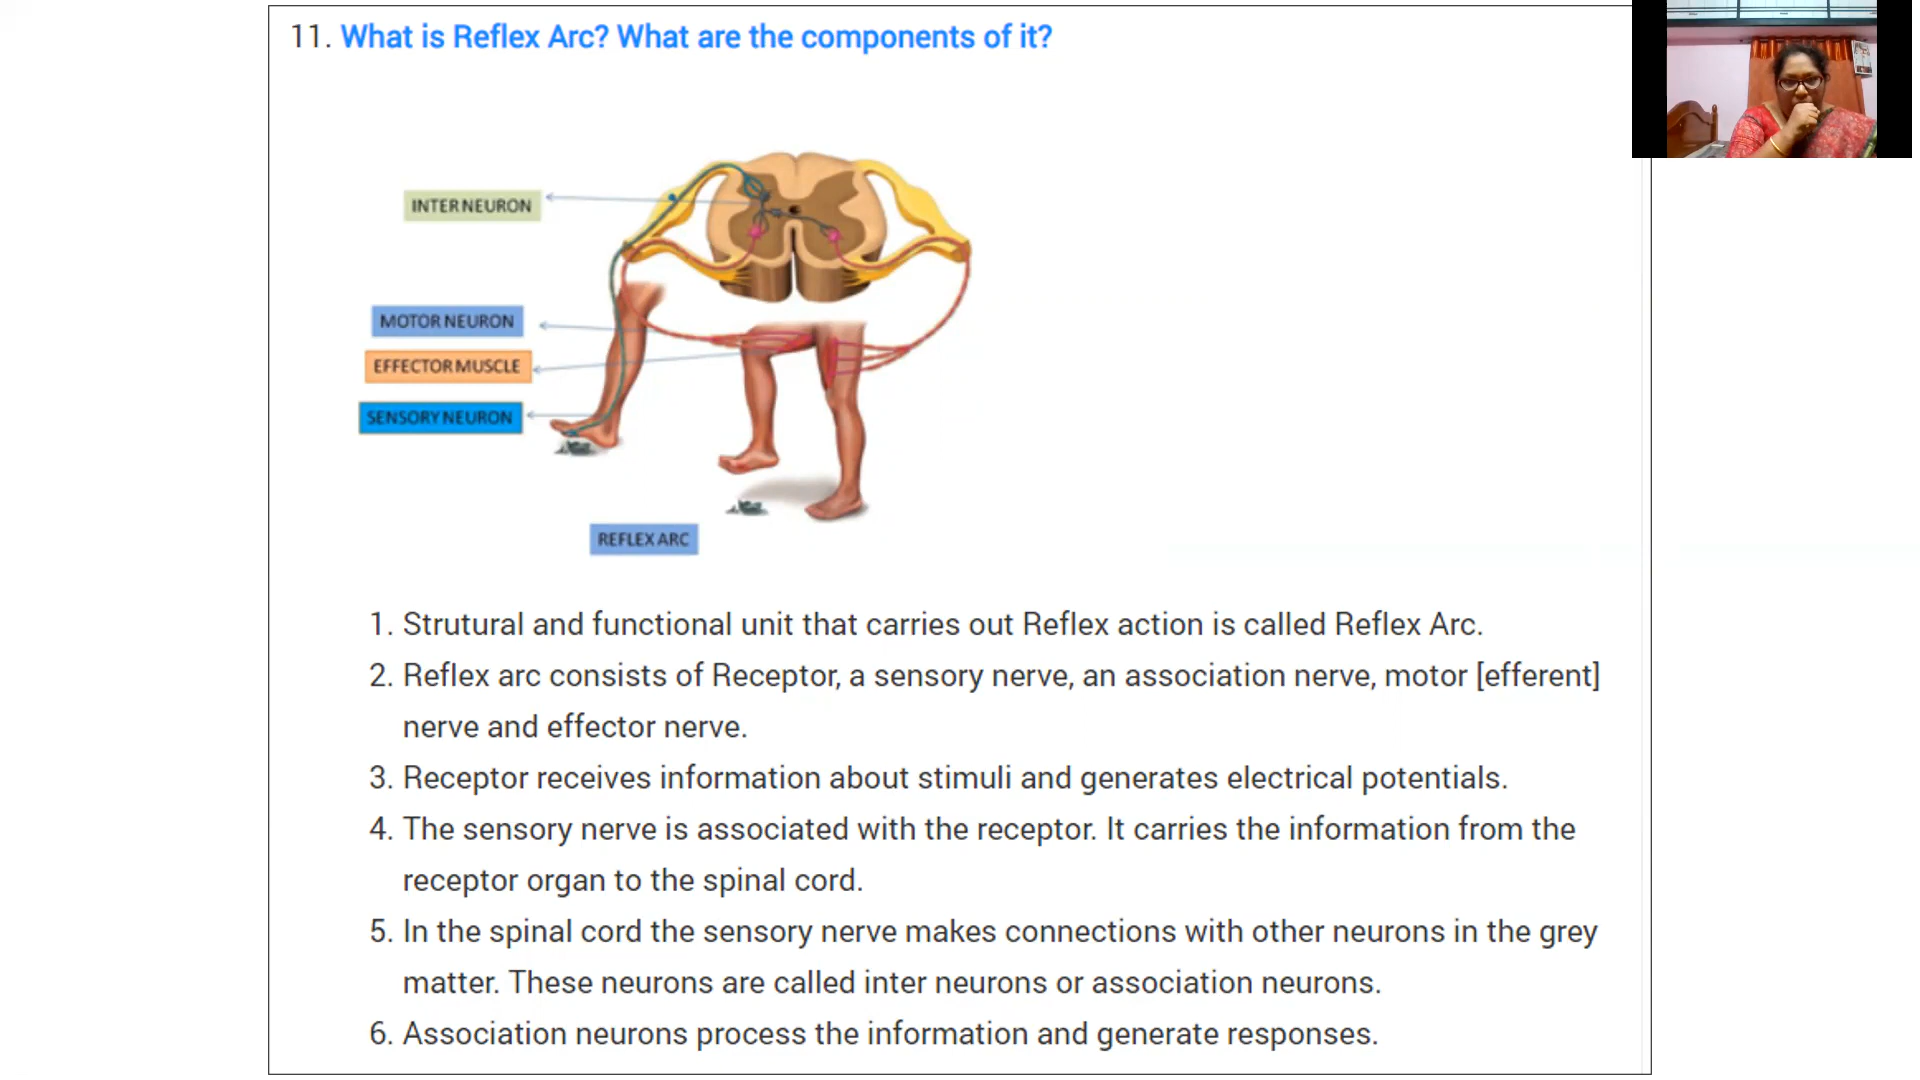 11. What is Reflex Arc? What are the components of it?
INTER NEURON
MOTOR NEURON
EFFECTOR MUSCLE
SENSORY NEURON
REFLEX ARC
1. Strutural and functional unit that carries out Reflex action is called Reflex Arc.
2. Reflex arc consists of Receptor, a sensory nerve, an association nerve, motor [efferent]
nerve and effector nerve.
3. Receptor receives information about stimuli and generates electrical potentials.
4. The sensory nerve is associated with the receptor. It carries the information from the
receptor organ to the spinal cord.
5. In the spinal cord the sensory nerve makes connections with other neurons in the grey
matter. These neurons are called inter neurons or association neurons.
6. Association neurons process the information and generate responses.